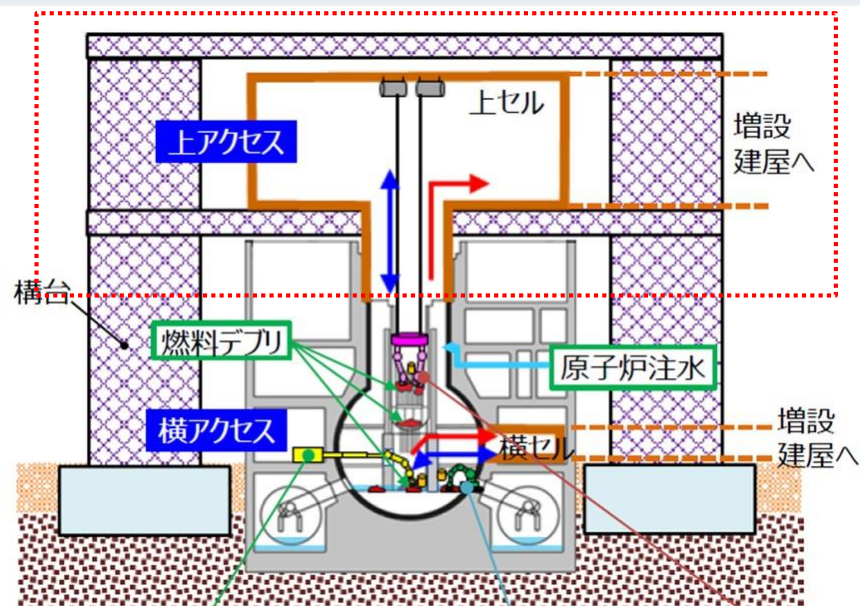 上セル
上アクセス
増設
建屋へ
構台
燃料デブリ
原子炉注水
横アクセス
横セル
増設
建屋へ